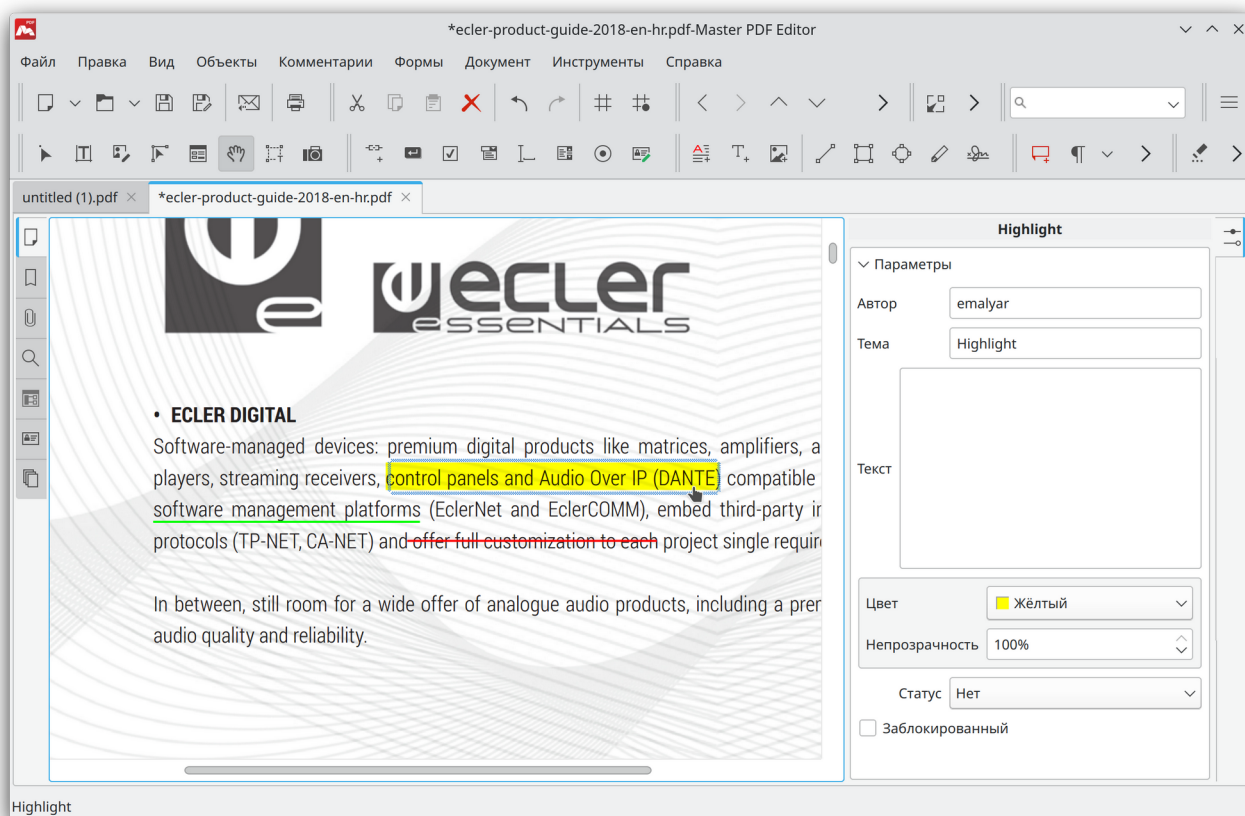 PDF
*ecler-product-guide-2018-en-hr.pdf-Master PDF Editor
Файл Правка Вид Объекты Комментарии Формы Документ Инструменты Справка
untitled (1).pdf *ecler-product-guide-2018-en-hr.pdf
ecler
essentials
• ECLER DIGITAL
Software-managed devices: premium digital products like matrices, amplifiers, a
players, streaming receivers, control panels and Audio Over IP (DANTE) compatible
software management platforms (EclerNet and EclerCOMM), embed third-party in
protocols (TP-NET, CA-NET) and offer full customization to each project single requir
In between, still room for a wide offer of analogue audio products, including a prer
audio quality and reliability.
Highlight
Параметры
Автор emalyar
Тема Highlight
Текст
Цвет Жёлтый
Непрозрачность 100%
Статус Нет
Заблокированный
Highlight